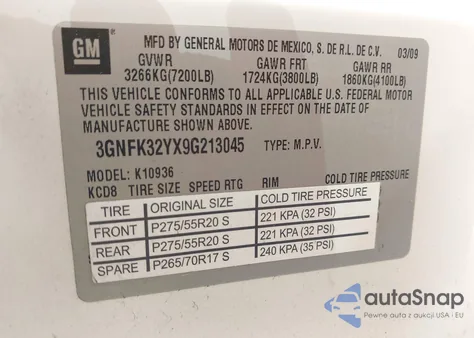 GM
MFD BY GENERAL MOTORS DE MEXICO, S. DE R.L. DE C.V. 03/09
GVWR GAWR FRT GAWR RR
3266KG(7200LB) 1724KG(3800LB) 1860KG(4100LB)
THIS VEHICLE CONFORMS TO ALL APPLICABLE U.S. FEDERAL MOTOR
VEHICLE SAFETY STANDARDS IN EFFECT ON THE DATE OF
MANUFACTURE SHOWN ABOVE.
3GNFK32YX9G213045 TYPE: M.P.V.
MODEL: K10936
KCD8 TIRE SIZE SPEED RTG RIM COLD TIRE PRESSURE
TIRE ORIGINAL SIZE COLD TIRE PRESSURE
FRONT P275/55R20 S 221 KPA (32 PSI)
REAR P275/55R20 S 221 KPA (32 PSI)
SPARE P265/70R17 S 240 KPA (35 PSI)
autoSnap
Pewne auta z aukcji - USA i EU